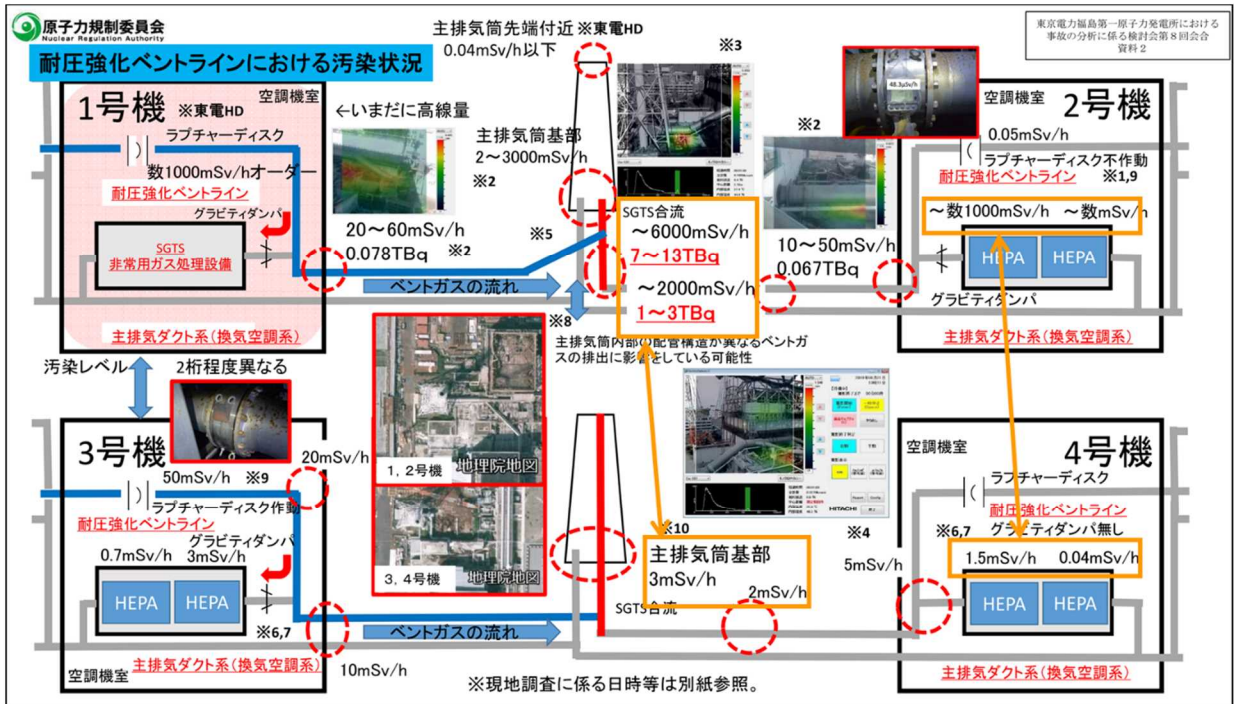 原子力規制委員会
Nuclear Regulation Authority
東京電力福島第一原子力発電所における
事故の分析に係る検討会第8回会合
資料2
耐圧強化ベントラインにおける汚染状況
主排気筒先端付近 ※東電HD
0.04mSv/h以下
※3
1号機 ※東電HD
空調機室
ラプチャーディスク
数1000mSv/hオーダー
耐圧強化ベントライン
グラビティダンパ
SGTS
非常用ガス処理設備
主排気ダクト系(換気空調系)
←いまだに高線量
※2
20～60mSv/h
0.078TBq ※2
主排気筒基部
2～3000mSv/h
※5
ベントガスの流れ
※8
SGTS合流
～6000mSv/h
7～13TBq
～2000mSv/h
1～3TBq
主排気筒内部の配管構造が異なるベントガ
スの排出に影響をしている可能性
※2
10～50mSv/h
0.067TBq
48.3μSv/h
空調機室
2号機
0.05mSv/h
ラプチャーディスク不作動
耐圧強化ベントライン ※1,9
～数1000mSv/h ～数mSv/h
HEPA HEPA
グラビティダンパ
主排気ダクト系(換気空調系)
汚染レベル
2桁程度異なる
3号機
50mSv/h ※9
ラプチャーディスク作動
耐圧強化ベントライン
グラビティダンパ
0.7mSv/h 3mSv/h
HEPA HEPA
※6,7
主排気ダクト系(換気空調系)
空調機室
20mSv/h
10mSv/h
1, 2号機 地理院地図
3, 4号機 地理院地図
ベントガスの流れ
HITACHI
※10
※4
主排気筒基部
3mSv/h
2mSv/h
SGTS合流
5mSv/h
空調機室
4号機
ラプチャーディスク
耐圧強化ベントライン
グラビティダンパ無し
※6,7
1.5mSv/h 0.04mSv/h
HEPA HEPA
主排気ダクト系(換気空調系)
※現地調査に係る日時等は別紙参照。